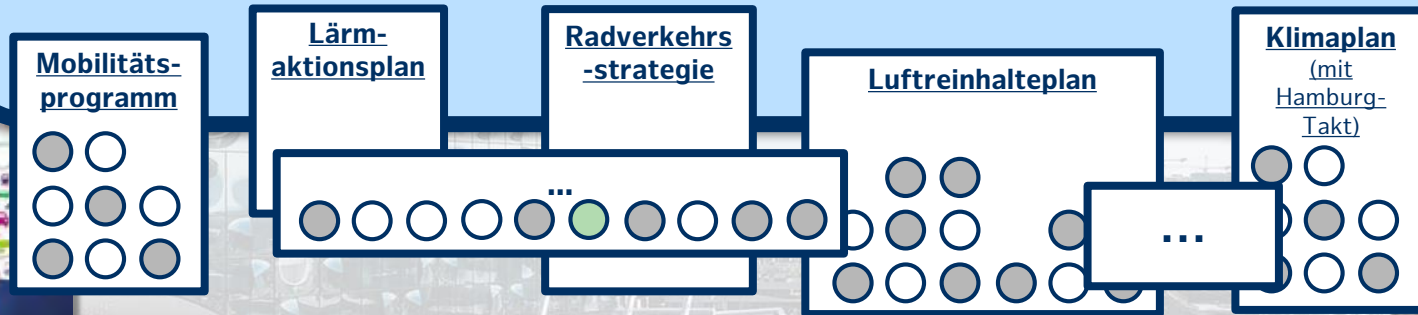 Mobilitäts-
programm
Lärm-
aktionsplan
Radverkehrs
-strategie
Luftreinhalteplan
Klimaplan
(mit
Hamburg-
Takt)
...
...